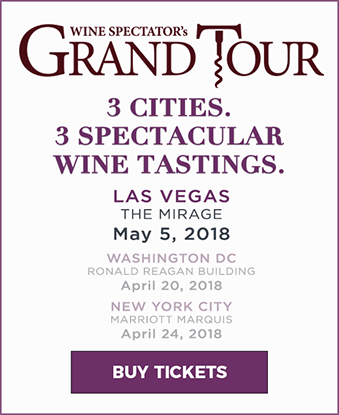 WINE SPECTATOR's
GRAND TOUR
3 CITIES.
3 SPECTACULAR
WINE TASTINGS.
LAS VEGAS
THE MIRAGE
May 5, 2018
WASHINGTON DC
RONALD REAGAN BUILDING
April 20, 2018
NEW YORK CITY
MARRIOTT MARQUIS
April 24, 2018
BUY TICKETS